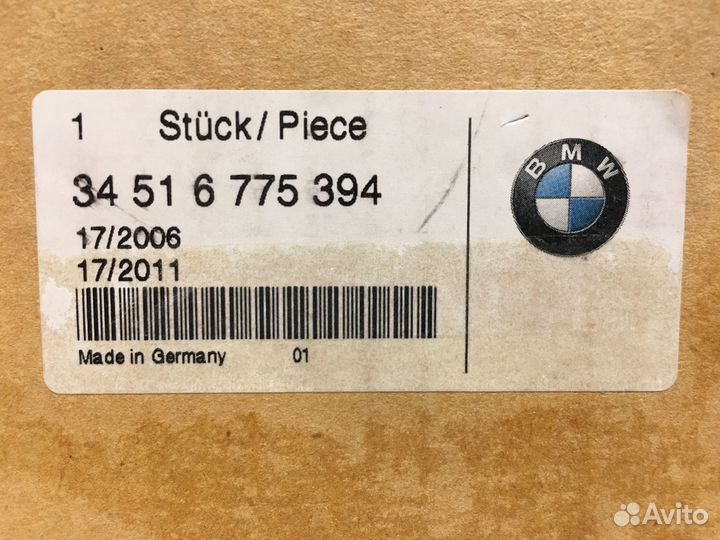 1 Stück / Piece
34 51 6 775 394
17/2006
17/2011
Made in Germany 01
BMW
Avito